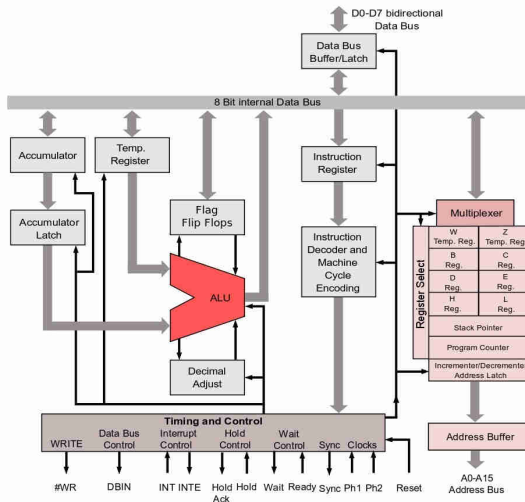 D0-D7 bidirectional
Data Bus
Data Bus
Buffer/Latch
8 Bit internal Data Bus
Accumulator
Temp.
Register
Instruction
Register
Multiplexer
Accumulator
Latch
Flag
Flip Flops
Instruction
Decoder and
Machine
Cycle
Encoding
Register Select
W
Temp. Reg.
Z
Temp. Reg.
B
Reg.
C
Reg.
D
Reg.
E
Reg.
H
Reg.
L
Reg.
Stack Pointer
Program Counter
Incrementer/Decrementer
Address Latch
ALU
Decimal
Adjust
Timing and Control
WRITE
Data Bus
Control
Interrupt
Control
Hold
Control
Wait
Control
Sync
Clocks
Address Buffer
#WR
DBIN
INT
INTE
Hold
Ack
Hold
Wait
Ready
Sync
Ph1
Ph2
Reset
A0-A15
Address Bus